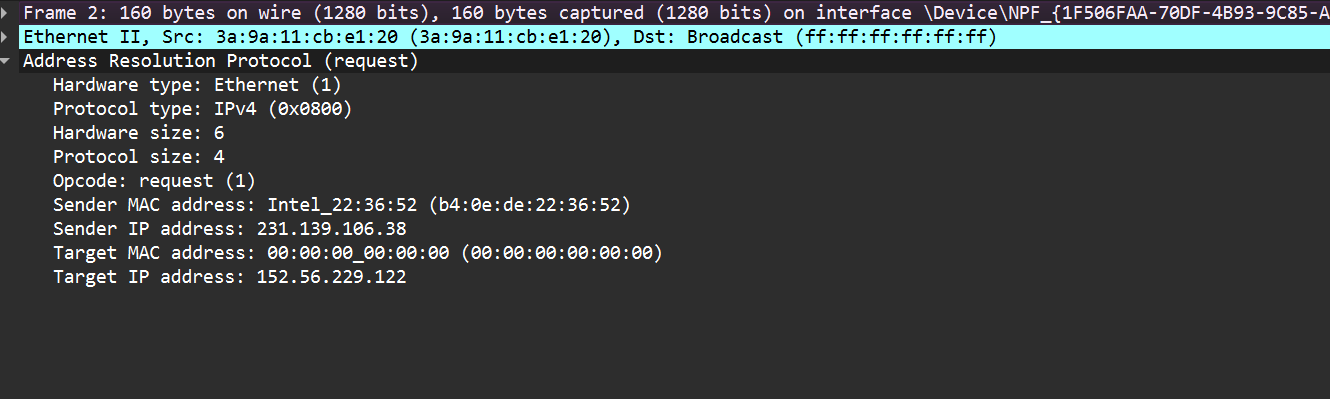 Frame 2: 160 bytes on wire (1280 bits), 160 bytes captured (1280 bits) on interface \Device\NPF_{1F506FAA-70DF-4B93-9C85-A
Ethernet II, Src: 3a:9a:11:cb:e1:20 (3a:9a:11:cb:e1:20), Dst: Broadcast (ff:ff:ff:ff:ff:ff)
Address Resolution Protocol (request)
Hardware type: Ethernet (1)
Protocol type: IPv4 (0x0800)
Hardware size: 6
Protocol size: 4
Opcode: request (1)
Sender MAC address: Intel_22:36:52 (b4:0e:de:22:36:52)
Sender IP address: 231.139.106.38
Target MAC address: 00:00:00_00:00:00 (00:00:00:00:00:00)
Target IP address: 152.56.229.122